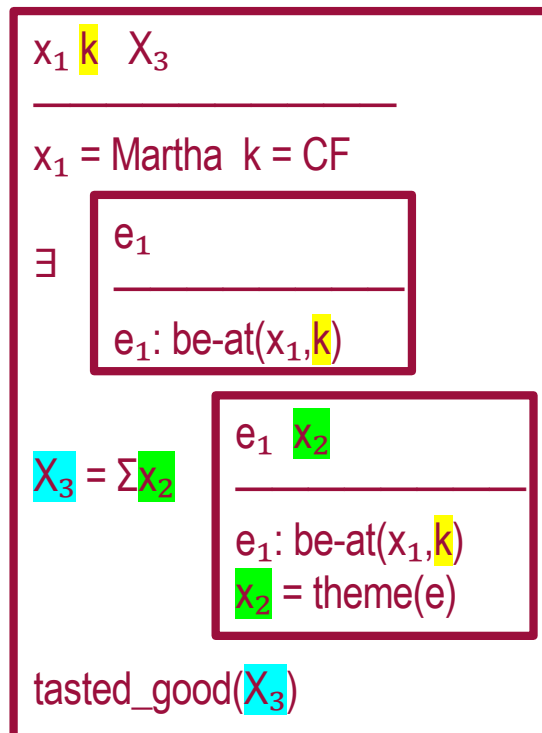 x₁ k X₃
x₁ = Martha k = CF
∃
e₁
e₁: be-at(x₁,k)
X₃ = Σx₂
e₁ x₂
e₁: be-at(x₁,k)
x₂ = theme(e)
tasted_good(X₃)